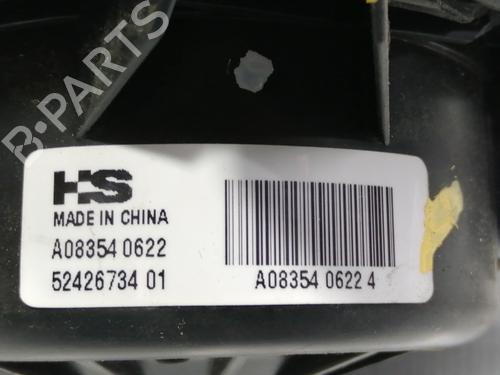 B·PARTS
HS
MADE IN CHINA
A08354 0622
52426734 01
A08354 0622 4